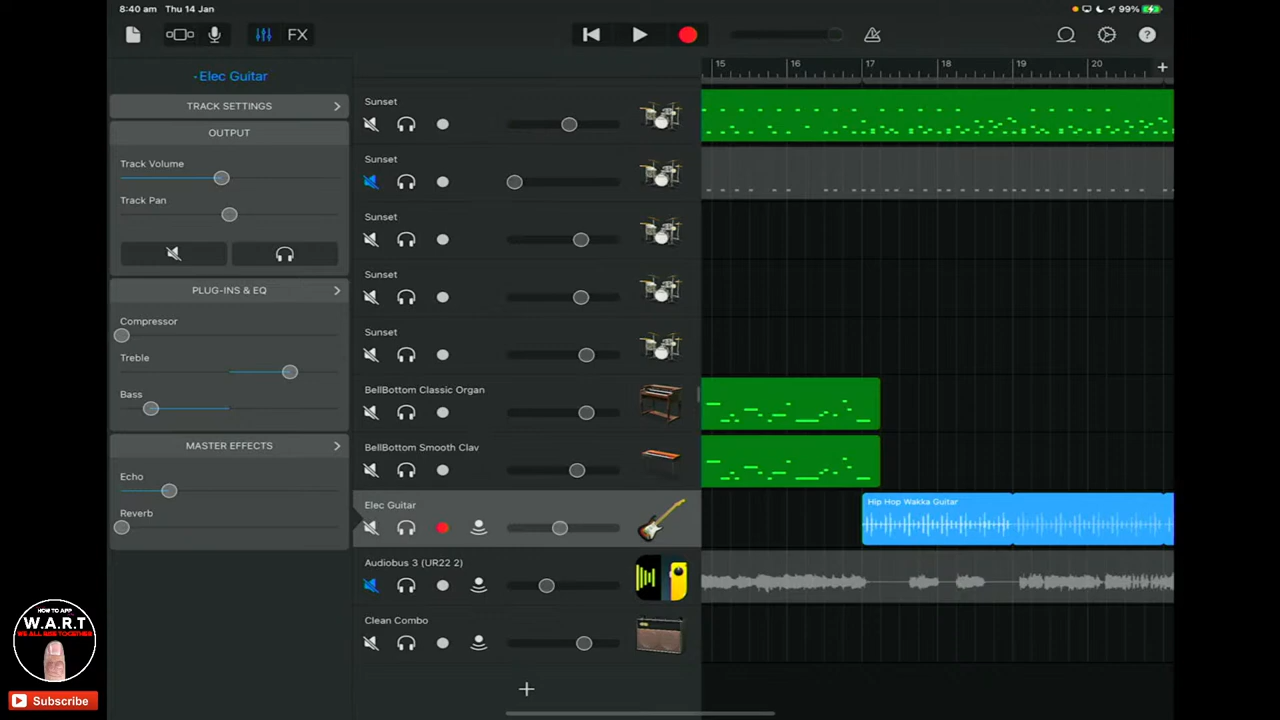 8:40 am Thu 14 Jan
99%
FX
- Elec Guitar
TRACK SETTINGS
OUTPUT
Track Volume
Track Pan
PLUG-INS & EQ
Compressor
Treble
Bass
MASTER EFFECTS
Echo
Reverb
15 16 17 18 19 20
Sunset
Sunset
Sunset
Sunset
Sunset
BellBottom Classic Organ
BellBottom Smooth Clav
Elec Guitar
Hip Hop Wakka Guitar
Audiobus 3 (UR22 2)
Clean Combo
HOW TO APP
W.A.R.T
WE ALL RISE TOGETHER
Subscribe